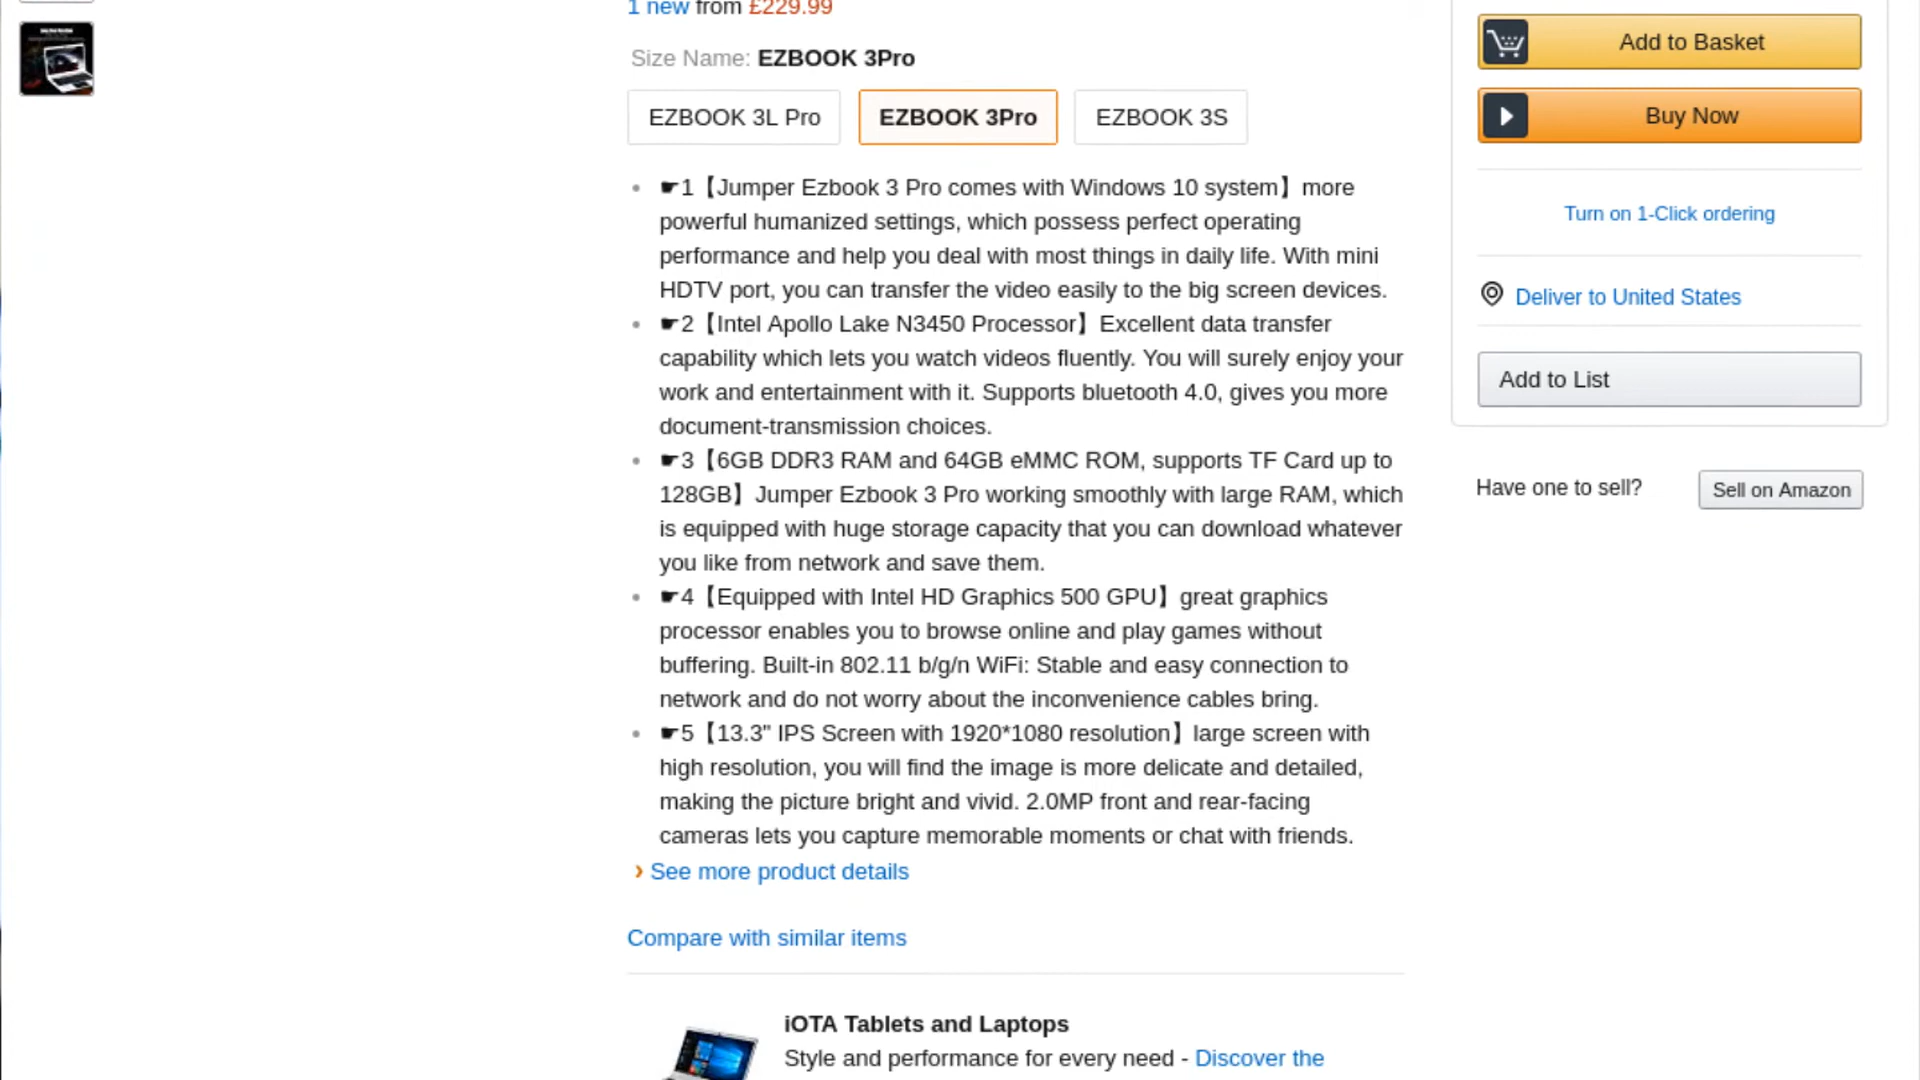 1 new from £229.99
Size Name: EZBOOK 3Pro
EZBOOK 3L Pro
EZBOOK 3Pro
EZBOOK 3S
☛1【Jumper Ezbook 3 Pro comes with Windows 10 system】more
powerful humanized settings, which possess perfect operating
performance and help you deal with most things in daily life. With mini
HDTV port, you can transfer the video easily to the big screen devices.
☛2【Intel Apollo Lake N3450 Processor】Excellent data transfer
capability which lets you watch videos fluently. You will surely enjoy your
work and entertainment with it. Supports bluetooth 4.0, gives you more
document-transmission choices.
☛3【6GB DDR3 RAM and 64GB eMMC ROM, supports TF Card up to
128GB】Jumper Ezbook 3 Pro working smoothly with large RAM, which
is equipped with huge storage capacity that you can download whatever
you like from network and save them.
☛4【Equipped with Intel HD Graphics 500 GPU】great graphics
processor enables you to browse online and play games without
buffering. Built-in 802.11 b/g/n WiFi: Stable and easy connection to
network and do not worry about the inconvenience cables bring.
☛5【13.3" IPS Screen with 1920*1080 resolution】large screen with
high resolution, you will find the image is more delicate and detailed,
making the picture bright and vivid. 2.0MP front and rear-facing
cameras lets you capture memorable moments or chat with friends.
› See more product details
Compare with similar items
iOTA Tablets and Laptops
Style and performance for every need - Discover the
Add to Basket
Buy Now
Turn on 1-Click ordering
Deliver to United States
Add to List
Have one to sell?
Sell on Amazon